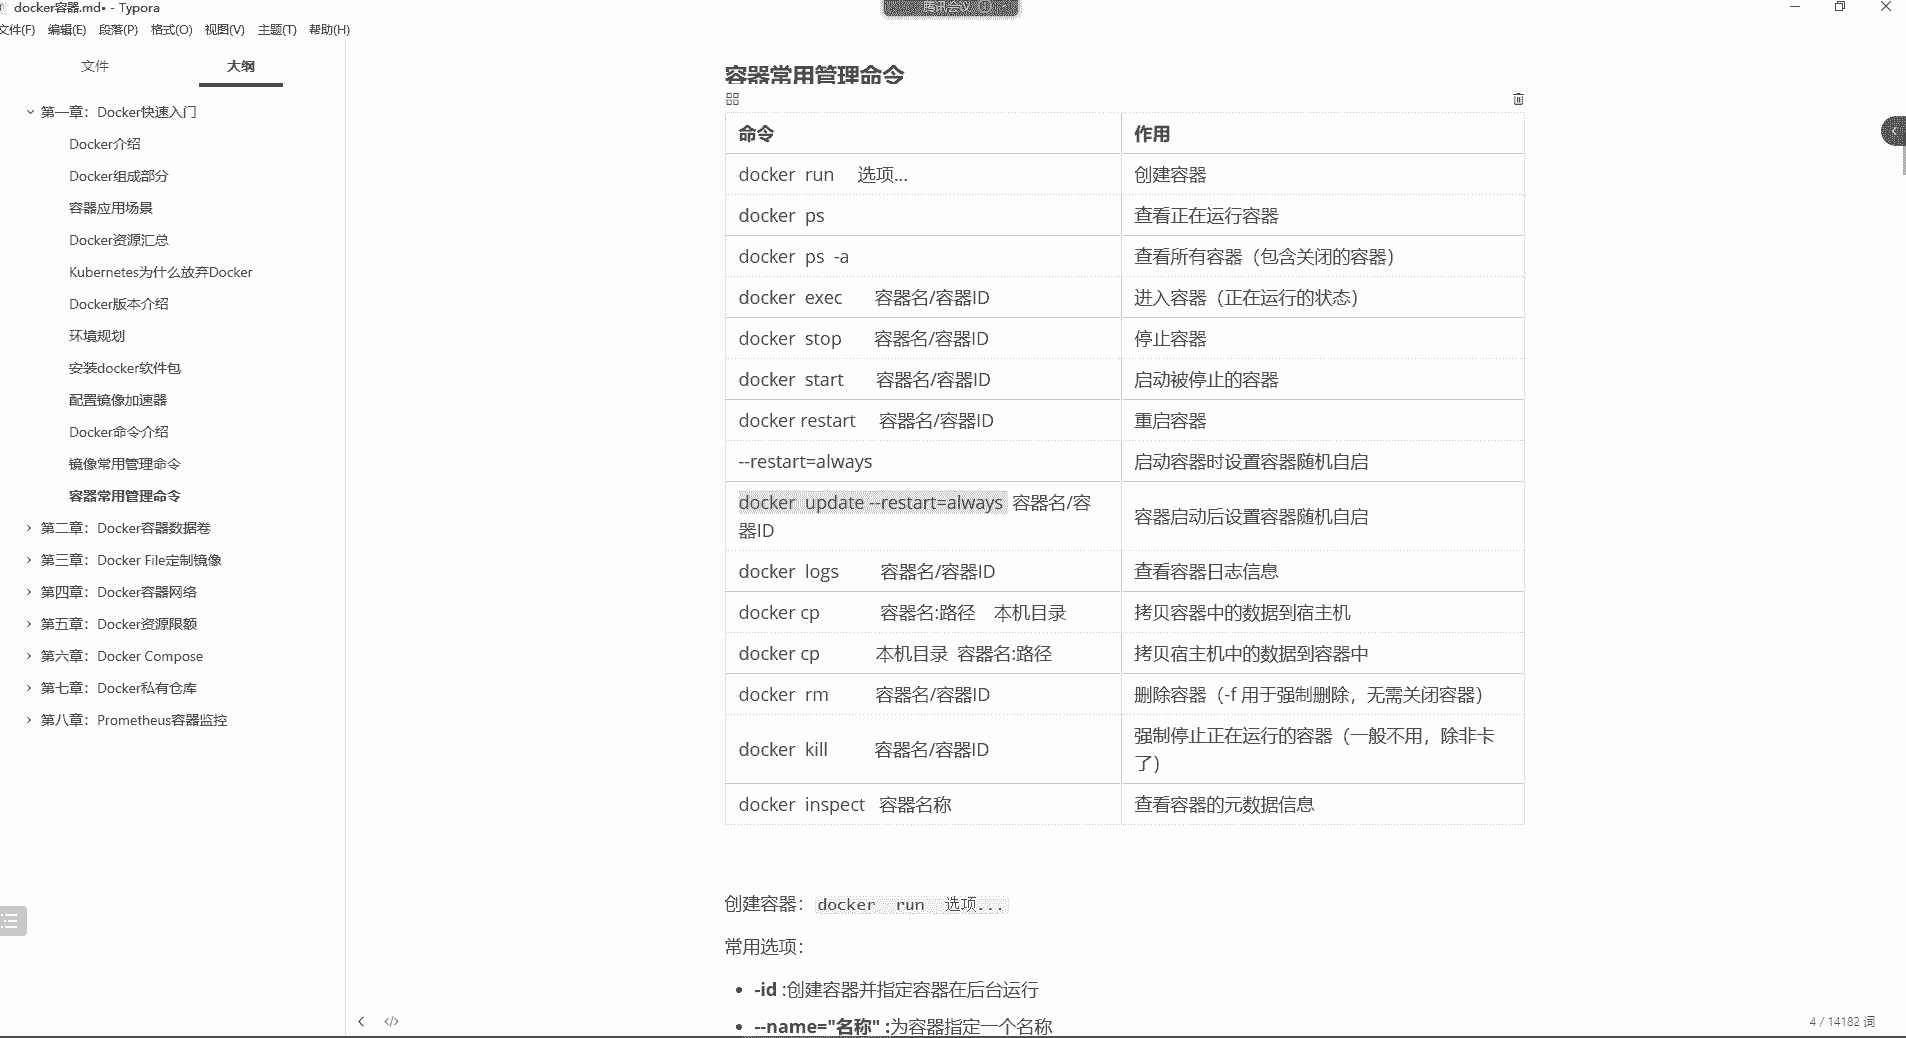 docker容器.md• - Typora
腾讯会议
文件(F) 编辑(E) 段落(P) 格式(O) 视图(V) 主题(T) 帮助(H)
文件 大纲
第一章：Docker快速入门
Docker介绍
Docker组成部分
容器应用场景
Docker资源汇总
Kubernetes为什么放弃Docker
Docker版本介绍
环境规划
安装docker软件包
配置镜像加速器
Docker命令介绍
镜像常用管理命令
容器常用管理命令
第二章：Docker容器数据卷
第三章：Docker File定制镜像
第四章：Docker容器网络
第五章：Docker资源限额
第六章：Docker Compose
第七章：Docker私有仓库
第八章：Prometheus容器监控
容器常用管理命令
命令 作用
docker run 选项... 创建容器
docker ps 查看正在运行容器
docker ps -a 查看所有容器（包含关闭的容器）
docker exec 容器名/容器ID 进入容器（正在运行的状态）
docker stop 容器名/容器ID 停止容器
docker start 容器名/容器ID 启动被停止的容器
docker restart 容器名/容器ID 重启容器
--restart=always 启动容器时设置容器随机自启
docker update --restart=always 容器名/容
器ID 容器启动后设置容器随机自启
docker logs 容器名/容器ID 查看容器日志信息
docker cp 容器名:路径 本机目录 拷贝容器中的数据到宿主机
docker cp 本机目录 容器名:路径 拷贝宿主机中的数据到容器中
docker rm 容器名/容器ID 删除容器（-f 用于强制删除，无需关闭容器）
docker kill 容器名/容器ID 强制停止正在运行的容器（一般不用，除非卡
了）
docker inspect 容器名称 查看容器的元数据信息
创建容器：docker run 选项...
常用选项：
-id :创建容器并指定容器在后台运行
--name="名称" :为容器指定一个名称
4 / 14182 词